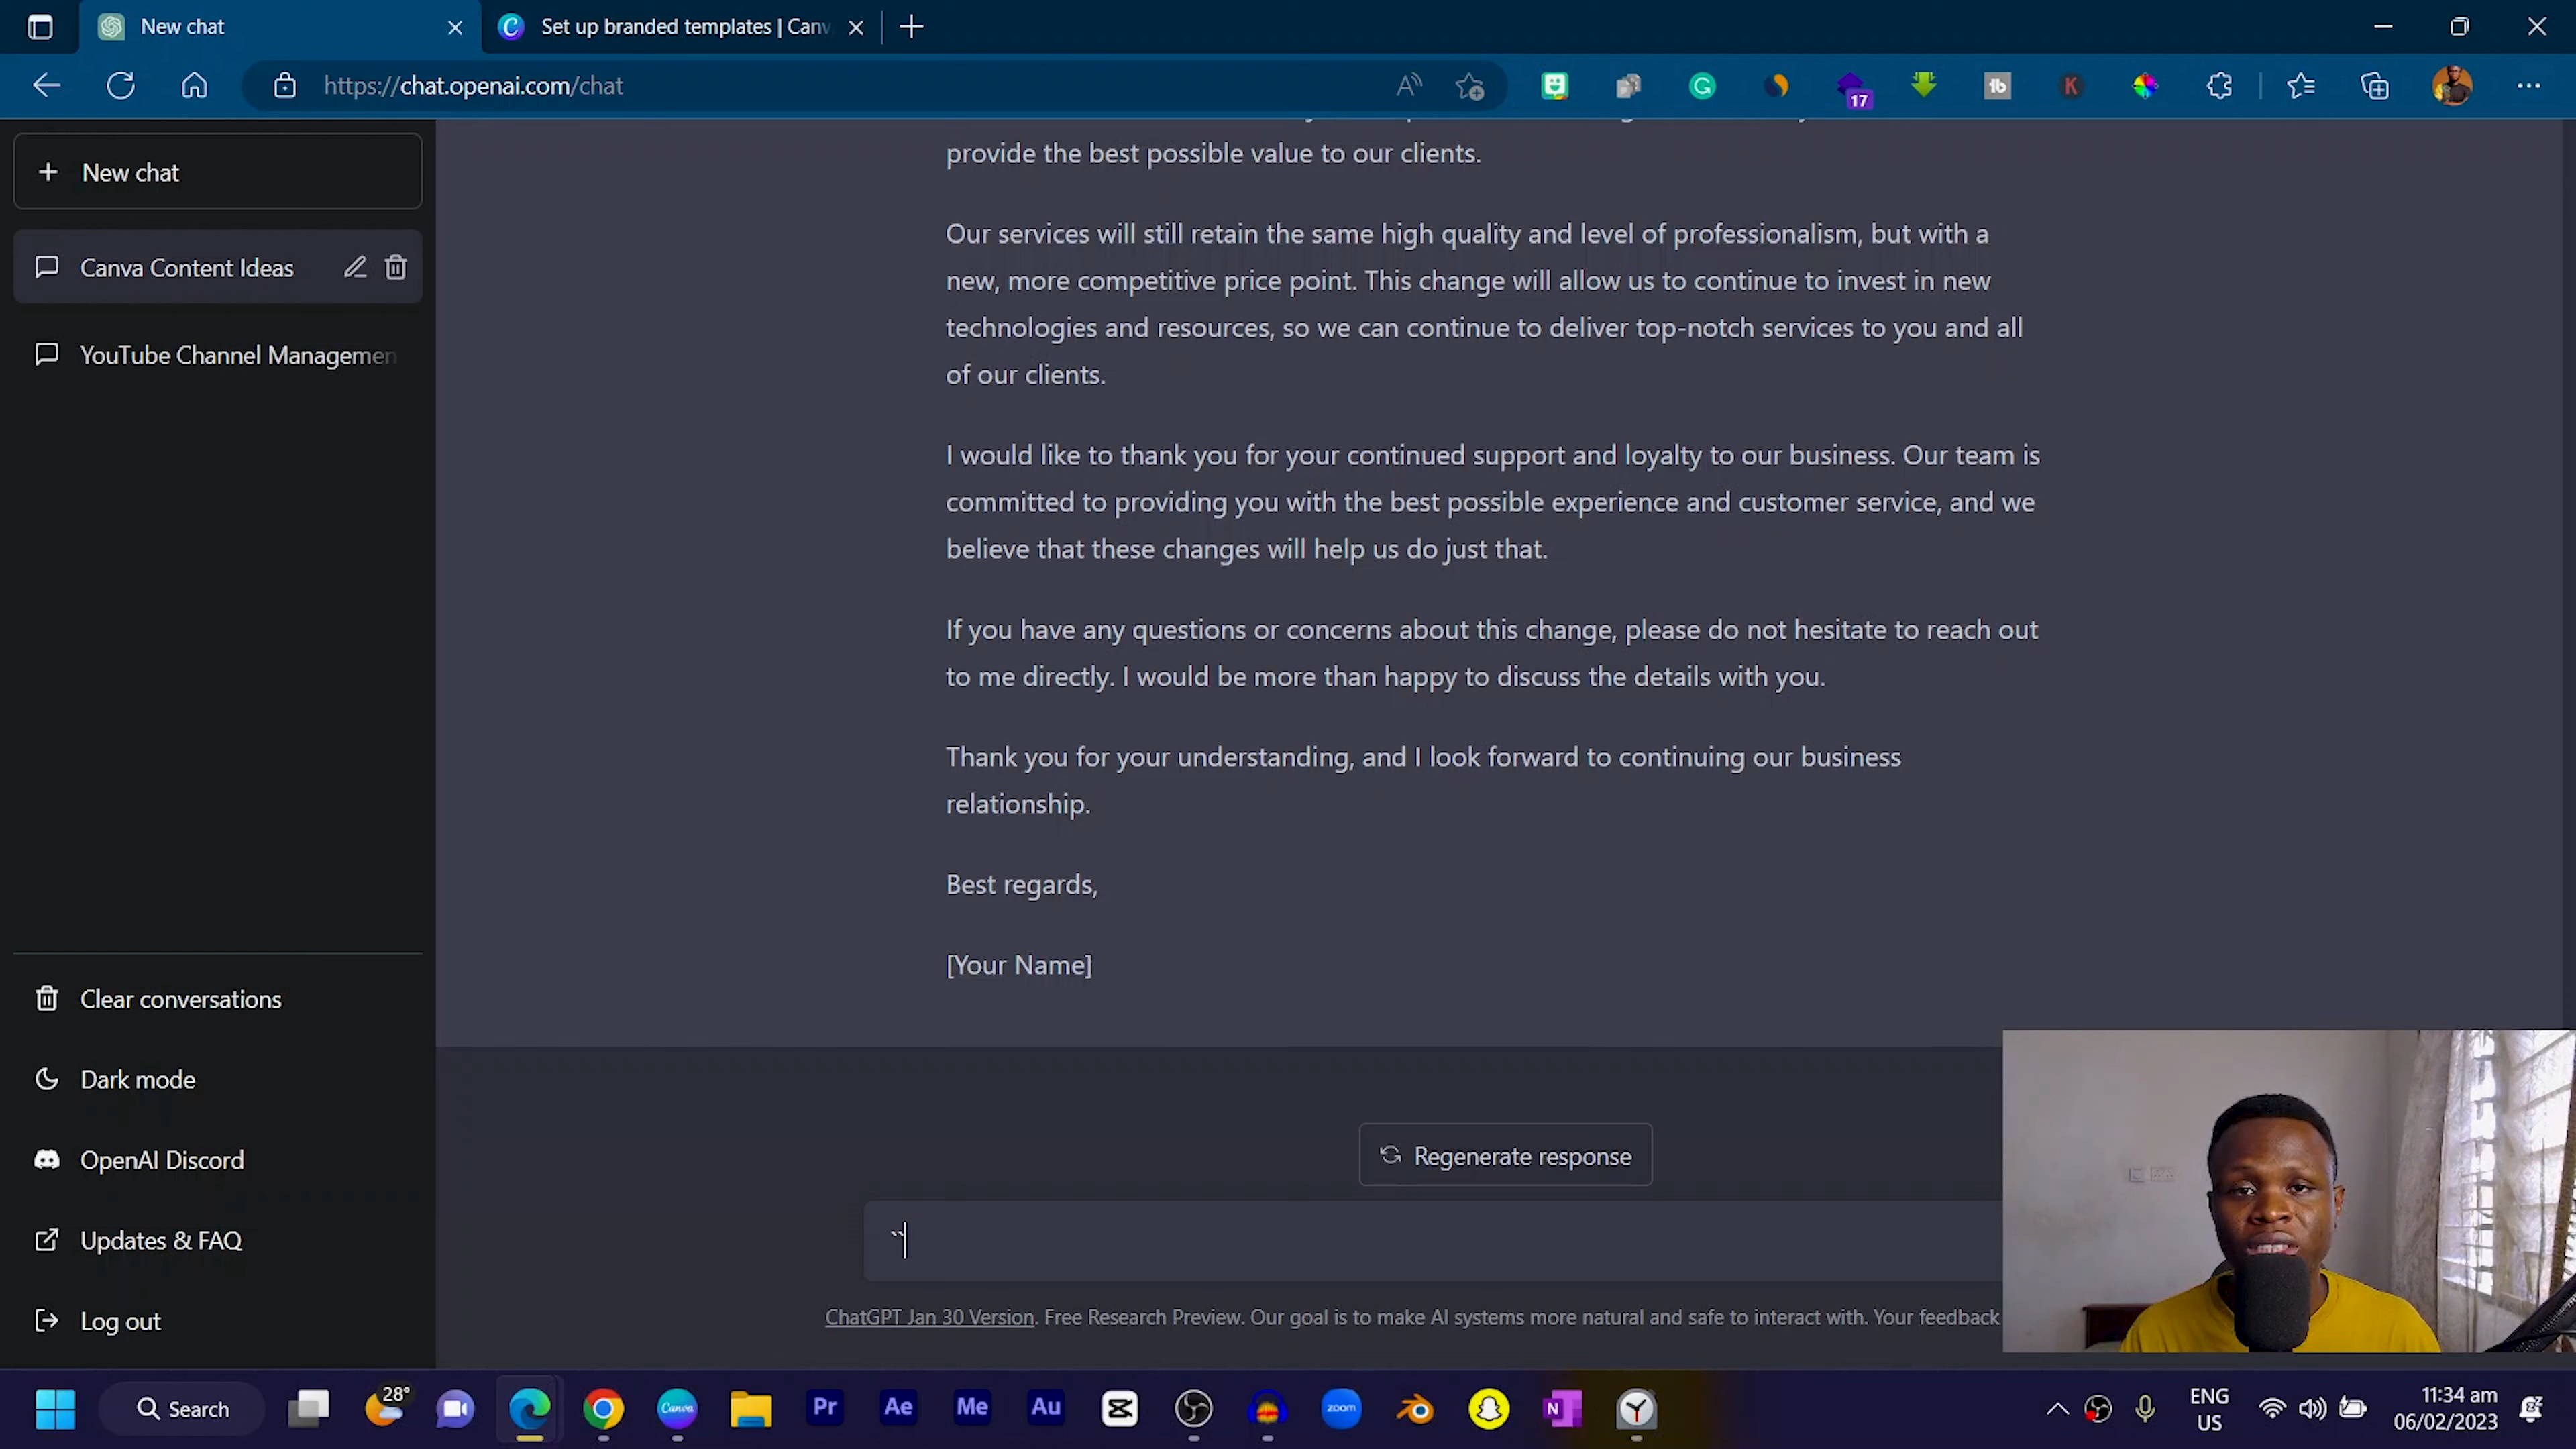 New chat
Set up branded templates | Canv
https://chat.openai.com/chat
17
New chat
Canva Content Ideas
YouTube Channel Managemen
provide the best possible value to our clients.
Our services will still retain the same high quality and level of professionalism, but with a
new, more competitive price point. This change will allow us to continue to invest in new
technologies and resources, so we can continue to deliver top-notch services to you and all
of our clients.
I would like to thank you for your continued support and loyalty to our business. Our team is
committed to providing you with the best possible experience and customer service, and we
believe that these changes will help us do just that.
If you have any questions or concerns about this change, please do not hesitate to reach out
to me directly. I would be more than happy to discuss the details with you.
Thank you for your understanding, and I look forward to continuing our business
relationship.
Best regards,
[Your Name]
Clear conversations
Dark mode
OpenAI Discord
Updates & FAQ
Log out
Regenerate response
``
ChatGPT Jan 30 Version. Free Research Preview. Our goal is to make AI systems more natural and safe to interact with. Your feedback
28°
Search
Canva
Pr
Ae
Me
Au
zoom
N
ENG
US
11:34 am
06/02/2023